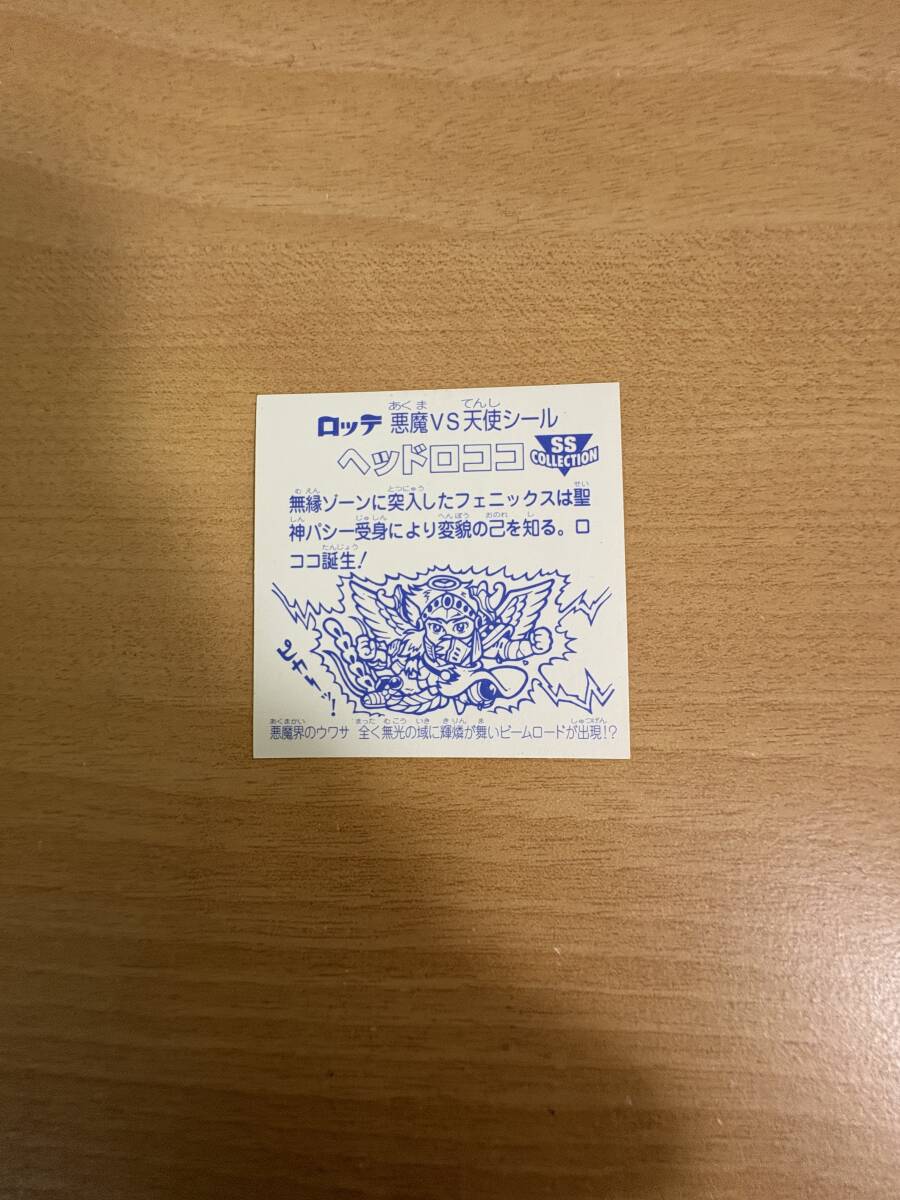 ロッテ 悪魔VS天使シール
あくま てんし
ヘッドロココ
SS
COLLECTION
無縁ゾーンに突入したフェニックスは聖
むえん とつにゅう せい
神パシー受身により変貌の己を知る。ロ
しん じゅしん へんぼう おのれ し
ココ誕生!
たんじょう
ピキーッ!
悪魔界のウワサ 全く無光の域に輝燐が舞いビームロードが出現!?
あくまかい まった むこう いき きりん ま しゅつげん